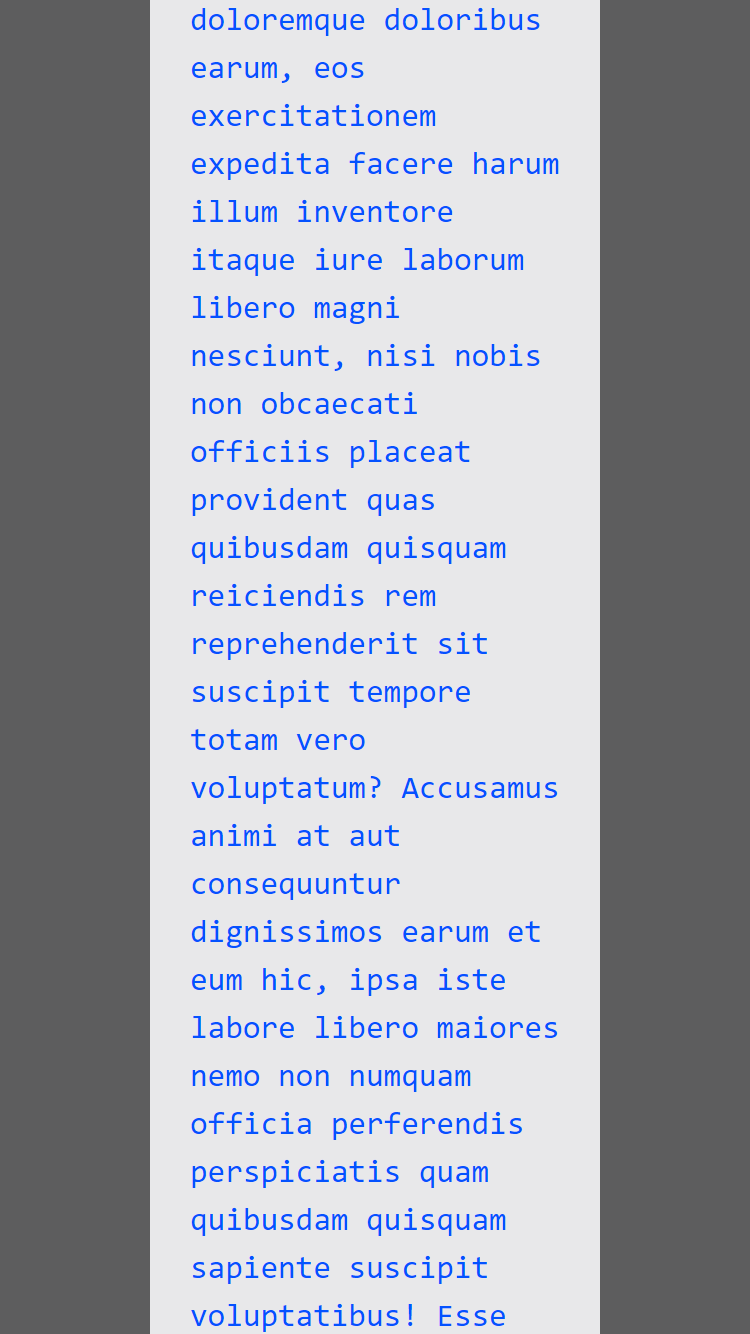 doloremque doloribus
earum, eos
exercitationem
expedita facere harum
illum inventore
itaque iure laborum
libero magni
nesciunt, nisi nobis
non obcaecati
officiis placeat
provident quas
quibusdam quisquam
reiciendis rem
reprehenderit sit
suscipit tempore
totam vero
voluptatum? Accusamus
animi at aut
consequuntur
dignissimos earum et
eum hic, ipsa iste
labore libero maiores
nemo non numquam
officia perferendis
perspiciatis quam
quibusdam quisquam
sapiente suscipit
voluptatibus! Esse